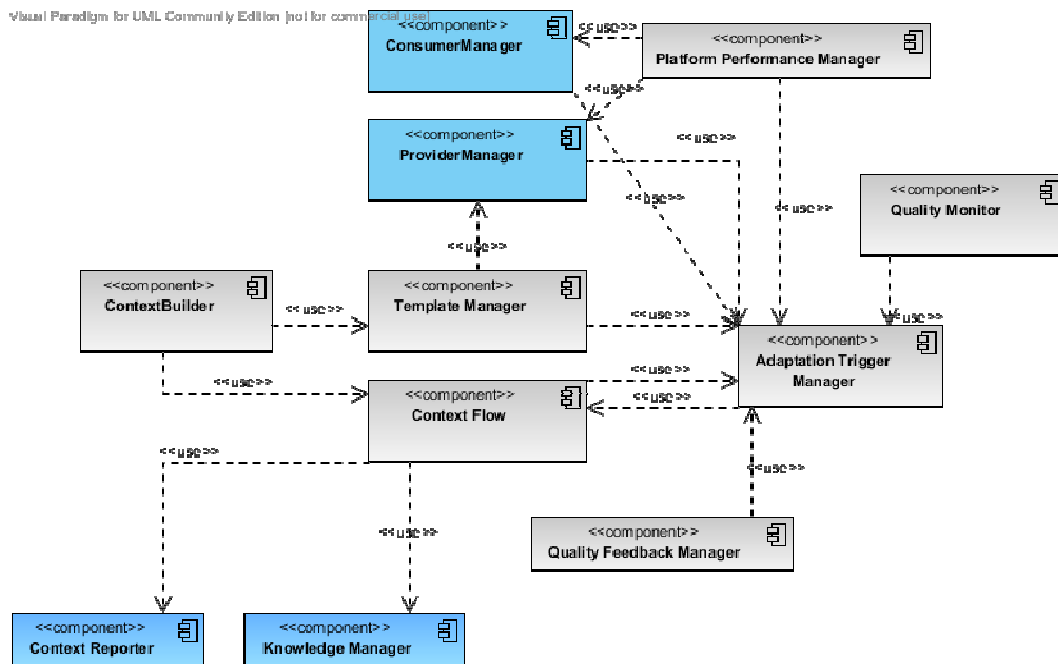 Visual Paradigm for UML Community Edition [not for commercial use]
<<component>>
ConsumerManager
<<use>>
<<component>>
Platform Performance Manager
<<use>>
<<component>>
ProviderManager
<<use>>
<<use>>
<<use>>
<<component>>
Quality Monitor
<<use>>
<<component>>
ContextBuilder
<<use>>
<<component>>
Template Manager
<<use>>
<<use>>
<<component>>
Adaptation Trigger
Manager
<<use>>
<<component>>
Context Flow
<<use>>
<<use>>
<<use>>
<<use>>
<<use>>
<<component>>
Quality Feedback Manager
<<component>>
Context Reporter
<<component>>
Knowledge Manager